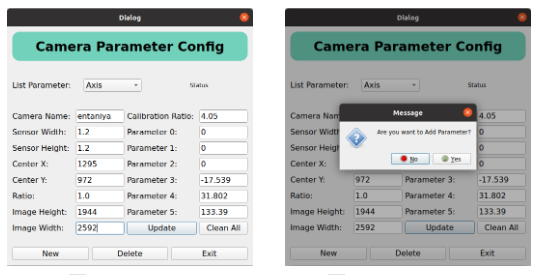 Dialog
Camera Parameter Config
List Parameter: Axis Status
Camera Name: entaniya Calibration Ratio: 4.05
Sensor Width: 1.2 Parameter 0: 0
Sensor Height: 1.2 Parameter 1: 0
Center X: 1295 Parameter 2: 0
Center Y: 972 Parameter 3: -17.539
Ratio: 1.0 Parameter 4: 31.802
Image Height: 1944 Parameter 5: 133.39
Image Width: 2592 Update Clean All
New Delete Exit
Dialog
Camera Parameter Config
List Parameter: Axis Status
Camera Nam 4.05
Sensor Width 0
Sensor Heigh 0
Message
Are you want to Add Parameter?
No Yes
Center X: 0
Center Y: 972 Parameter 3: -17.539
Ratio: 1.0 Parameter 4: 31.802
Image Height: 1944 Parameter 5: 133.39
Image Width: 2592 Update Clean All
New Delete Exit